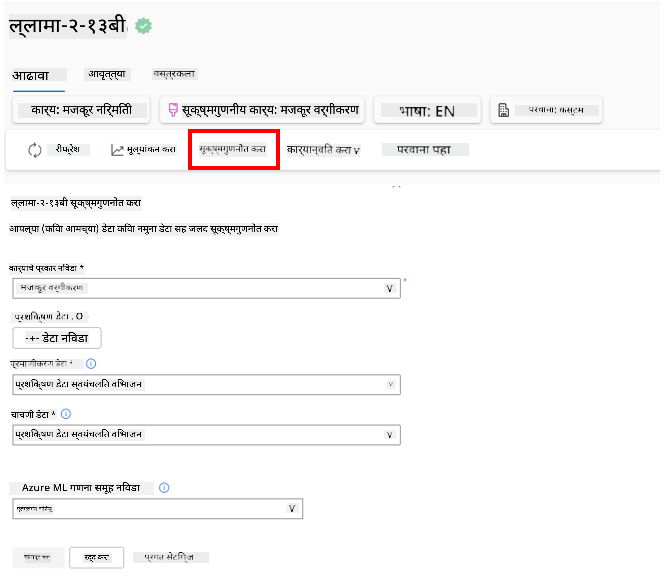 ल्लामा-२-१३बी
आढावा आवृत्त्या वस्त्रकला
कार्य: मजकूर निर्मिती सूक्ष्मगुणनीय कार्य: मजकूर वर्गीकरण भाषा: EN परवाना: कस्टम
रीफ्रेश मूल्यांकन करा सूक्ष्मगुणनोत करा कार्यान्वित करा v परवाना पहा
ल्लामा-२-१३बी सूक्ष्मगुणनोत करा
आपल्या (किंवा आमच्या) डेटा किंवा नमुना डेटा सह जलद सूक्ष्मगुणनोत करा
कार्याचे प्रकार निवडा *
मजकूर वर्गीकरण v
प्रशिक्षण डेटा . O
-+- डेटा निवडा
प्रमाणीकरण डेटा *
प्रशिक्षण डेटा स्वयंचलित विभाजन v
चाचणी डेटा *
प्रशिक्षण डेटा स्वयंचलित विभाजन v
Azure ML गणना समूह निवडा
v
रद्द करा प्रगत सेटिंग्ज